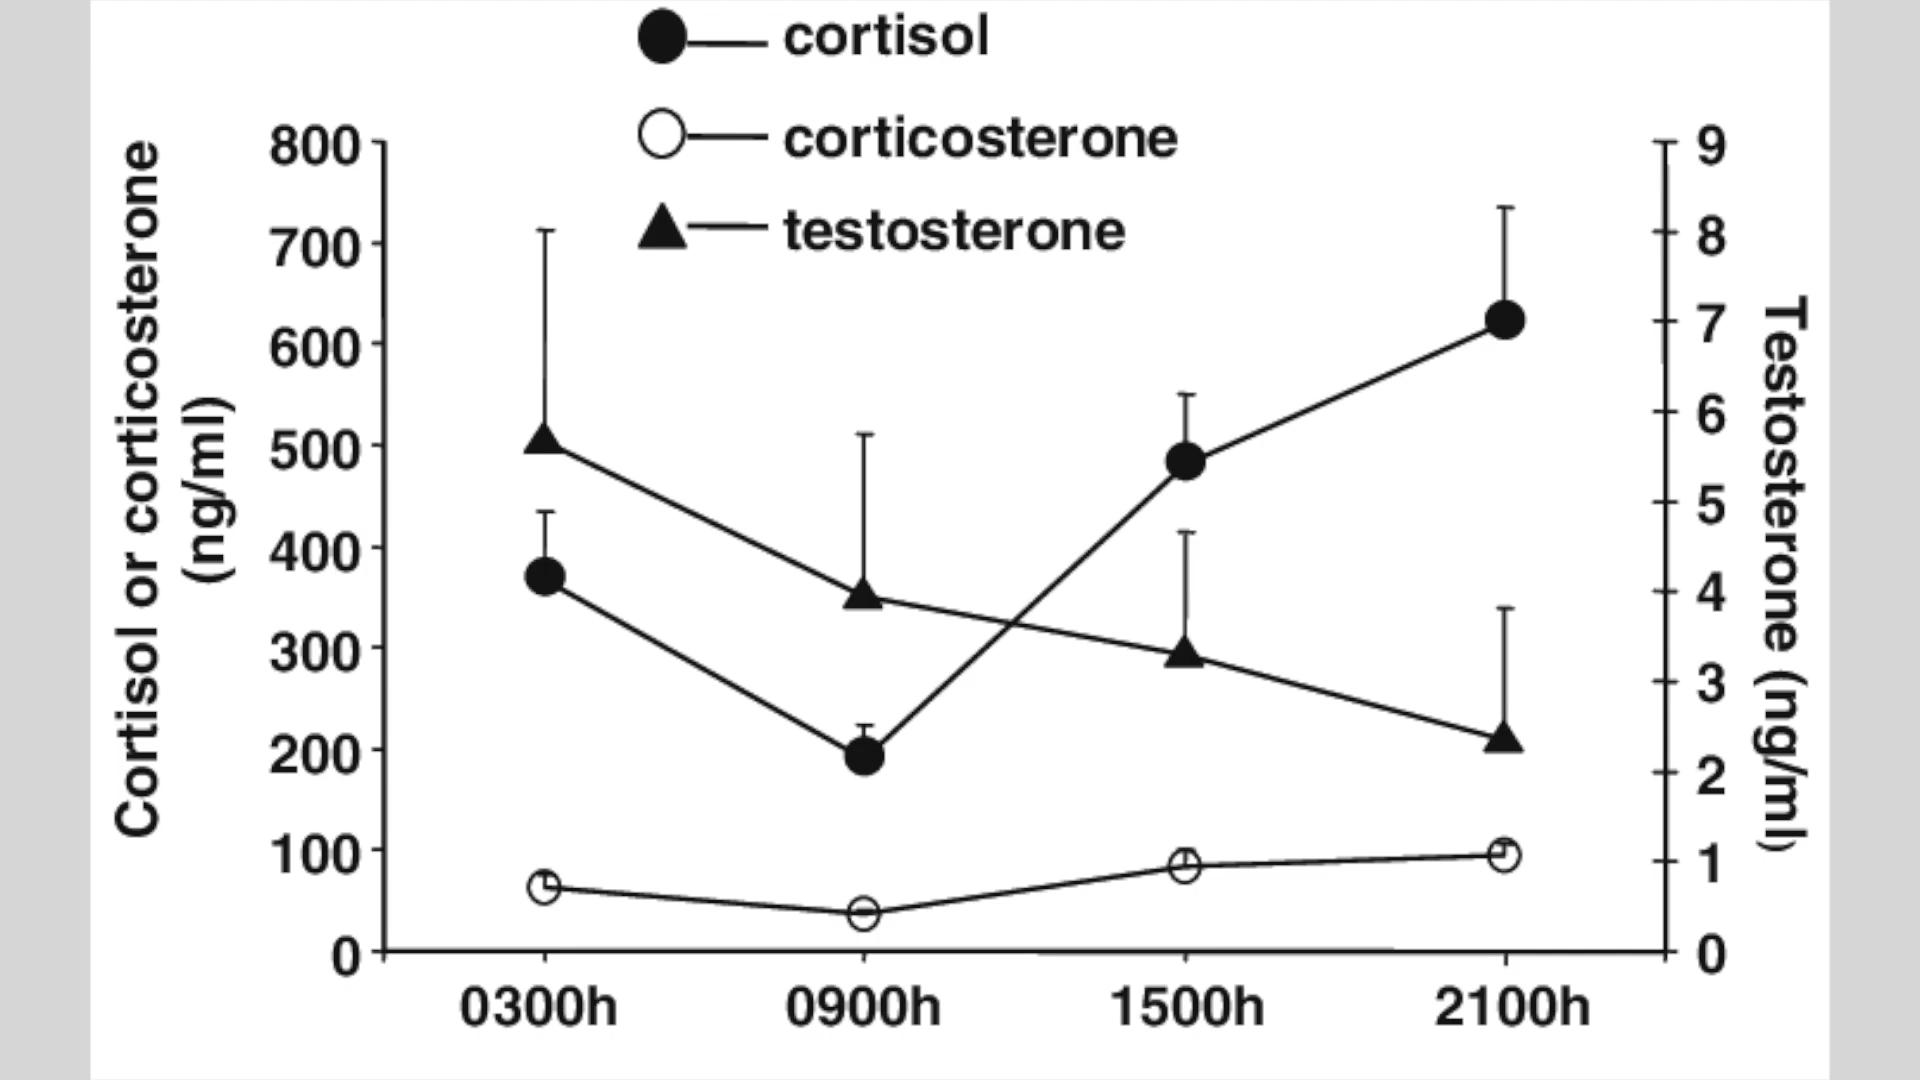 cortisol
corticosterone
testosterone
Cortisol or corticosterone
(ng/ml)
800
700
600
500
400
300
200
100
0
9
8
7
6
5
4
3
2
1
0
Testosterone (ng/ml)
0300h 0900h 1500h 2100h